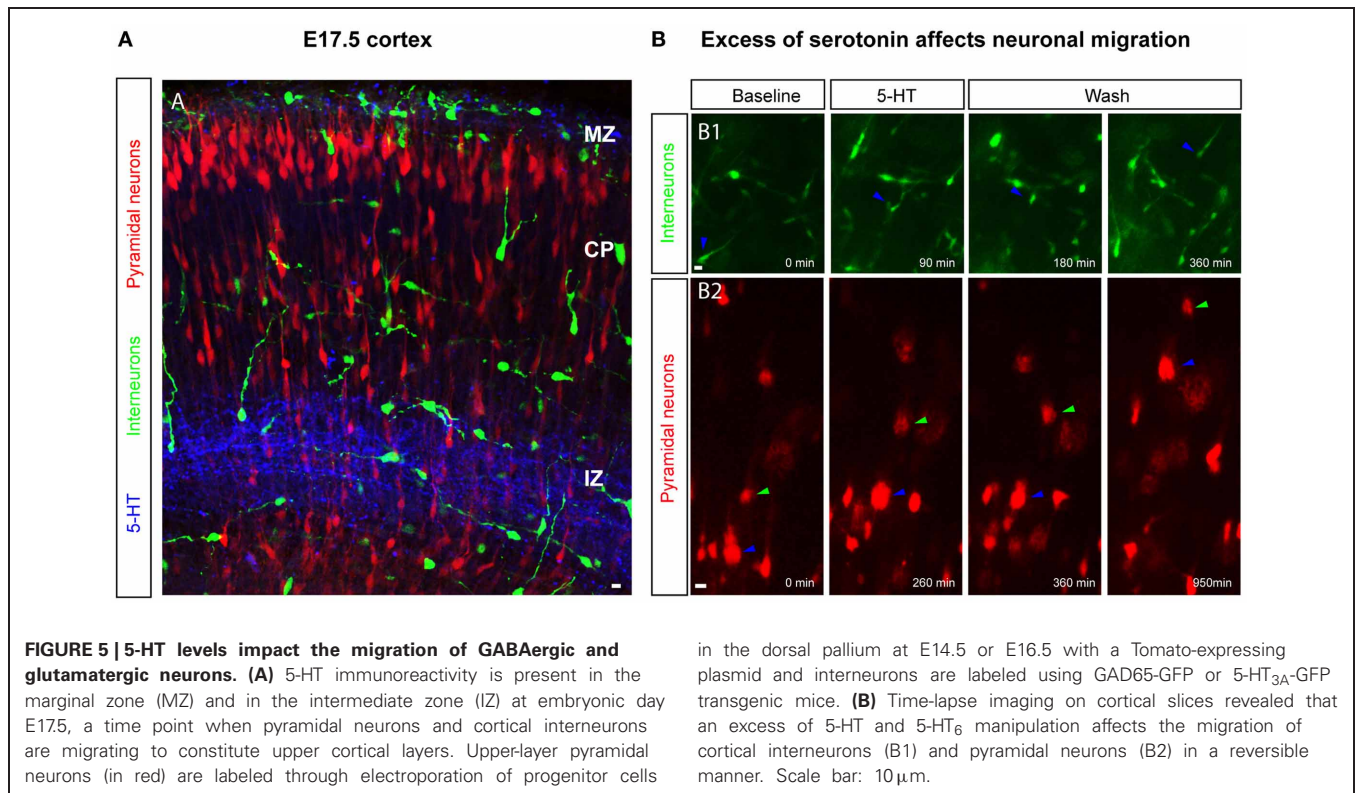 A
E17.5 cortex
Pyramidal neurons
Interneurons
5-HT
A
MZ
CP
IZ
B
Excess of serotonin affects neuronal migration
Baseline
5-HT
Wash
Interneurons
B1
0 min
90 min
180 min
360 min
Pyramidal neurons
B2
0 min
260 min
360 min
950min
FIGURE 5 | 5-HT levels impact the migration of GABAergic and
glutamatergic neurons. (A) 5-HT immunoreactivity is present in the
marginal zone (MZ) and in the intermediate zone (IZ) at embryonic day
E17.5, a time point when pyramidal neurons and cortical interneurons
are migrating to constitute upper cortical layers. Upper-layer pyramidal
neurons (in red) are labeled through electroporation of progenitor cells
in the dorsal pallium at E14.5 or E16.5 with a Tomato-expressing
plasmid and interneurons are labeled using GAD65-GFP or 5-HT3A-GFP
transgenic mice. (B) Time-lapse imaging on cortical slices revealed that
an excess of 5-HT and 5-HT6 manipulation affects the migration of
cortical interneurons (B1) and pyramidal neurons (B2) in a reversible
manner. Scale bar: 10 μm.